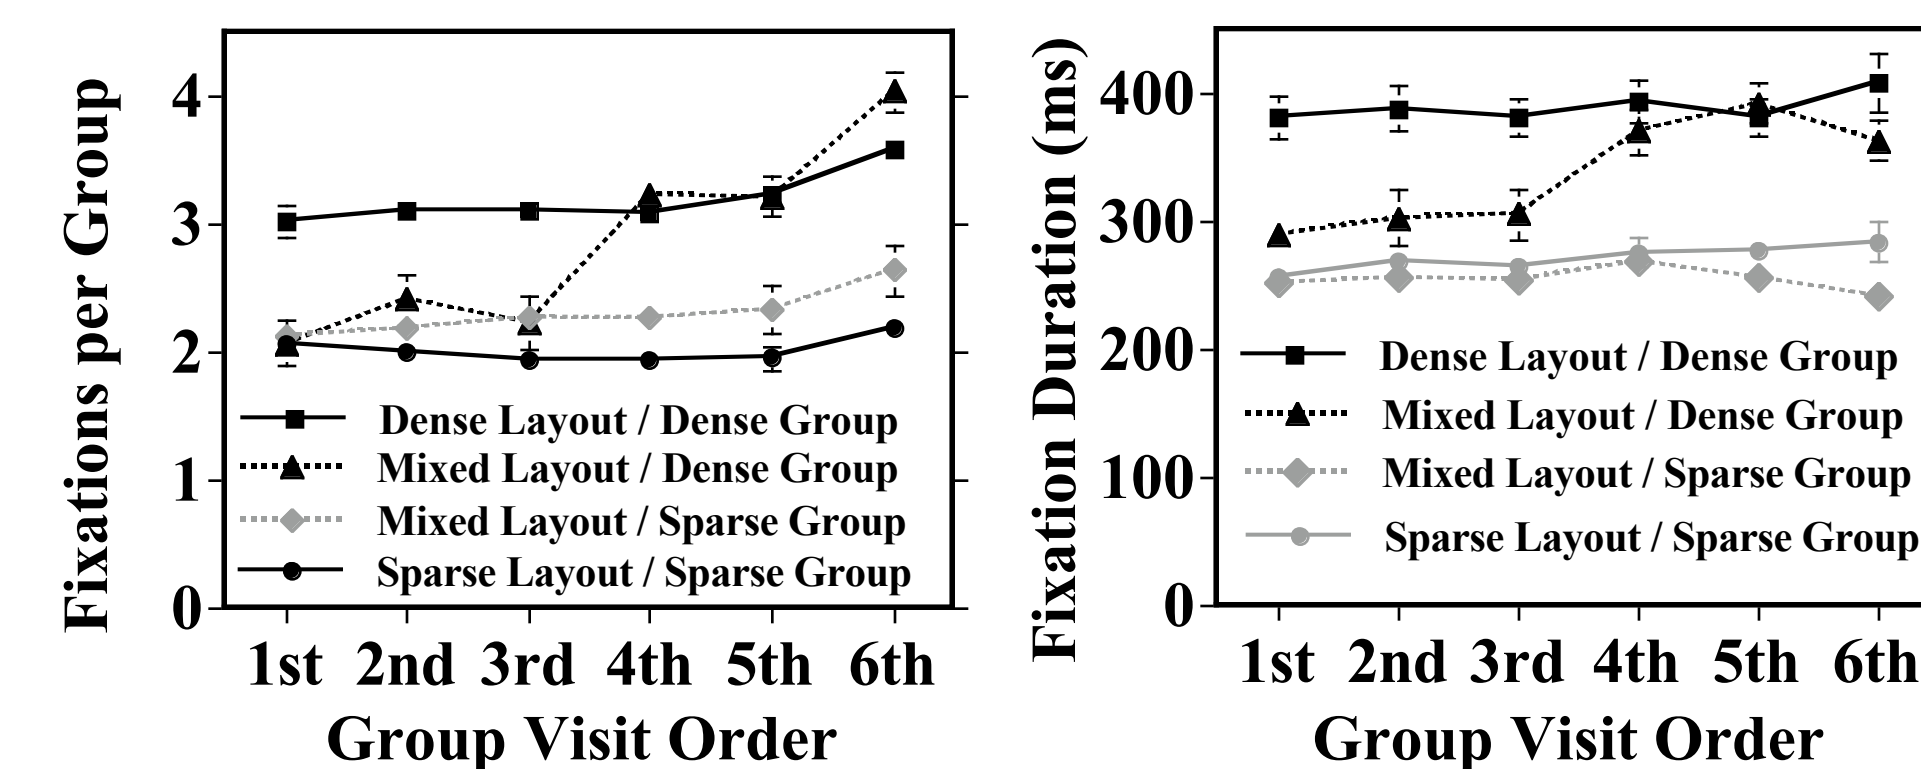 Fixations per Group
4
3
2
1
0
Dense Layout / Dense Group
Mixed Layout / Dense Group
Mixed Layout / Sparse Group
Sparse Layout / Sparse Group
1st 2nd 3rd 4th 5th 6th
Group Visit Order
Fixation Duration (ms)
400
300
200
100
0
Dense Layout / Dense Group
Mixed Layout / Dense Group
Mixed Layout / Sparse Group
Sparse Layout / Sparse Group
1st 2nd 3rd 4th 5th 6th
Group Visit Order